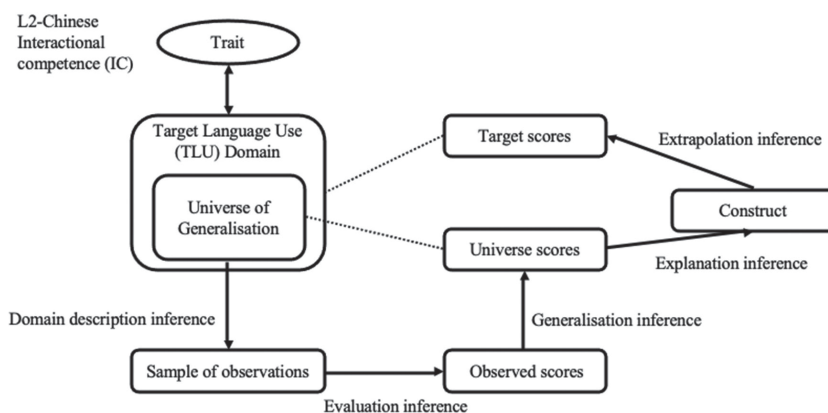 L2-Chinese
Interactional
competence (IC)
Trait
Target Language Use
(TLU) Domain
Universe of
Generalisation
Target scores
Extrapolation inference
Construct
Universe scores
Explanation inference
Domain description inference
Generalisation inference
Sample of observations
Observed scores
Evaluation inference